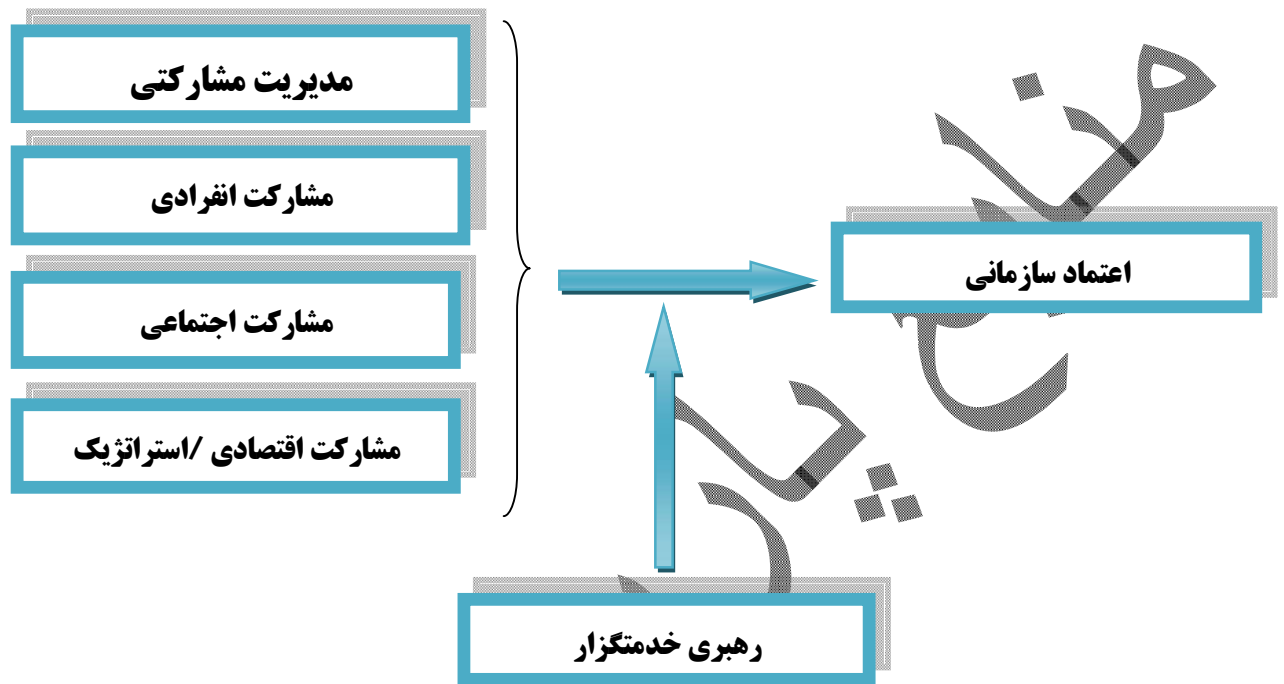 مدیریت مشارکتی
مشارکت انفرادی
مشارکت اجتماعی
مشارکت اقتصادی /استراتژیک
اعتماد سازمانی
رهبری خدمتگزار